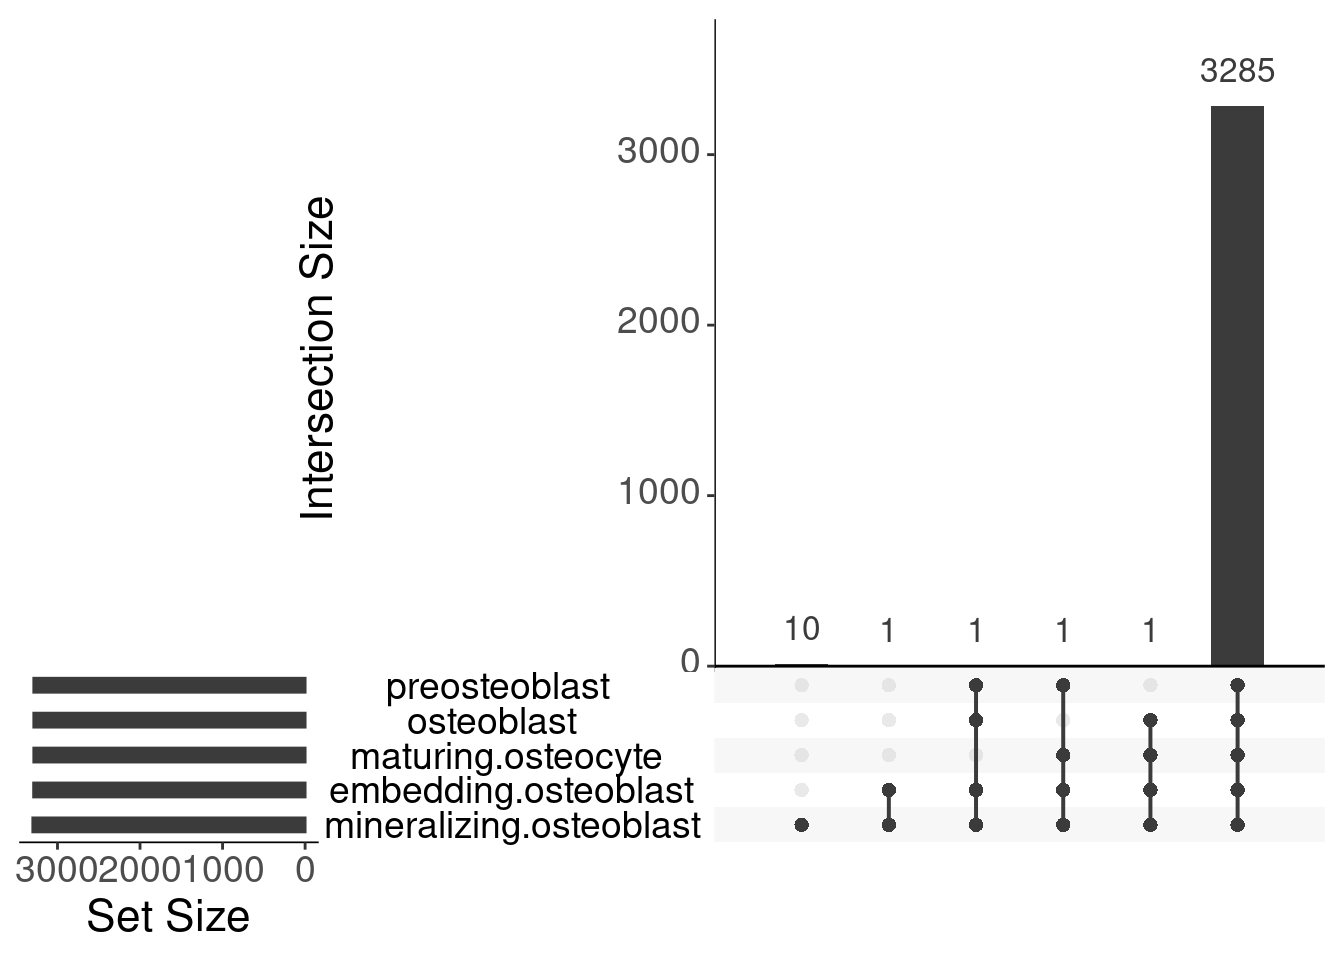 3285
Intersection Size
3000
2000
1000
0
10 1 1 1 1
preosteoblast
osteoblast
maturing.osteocyte
embedding.osteoblast
mineralizing.osteoblast
3000 2000 1000 0
Set Size